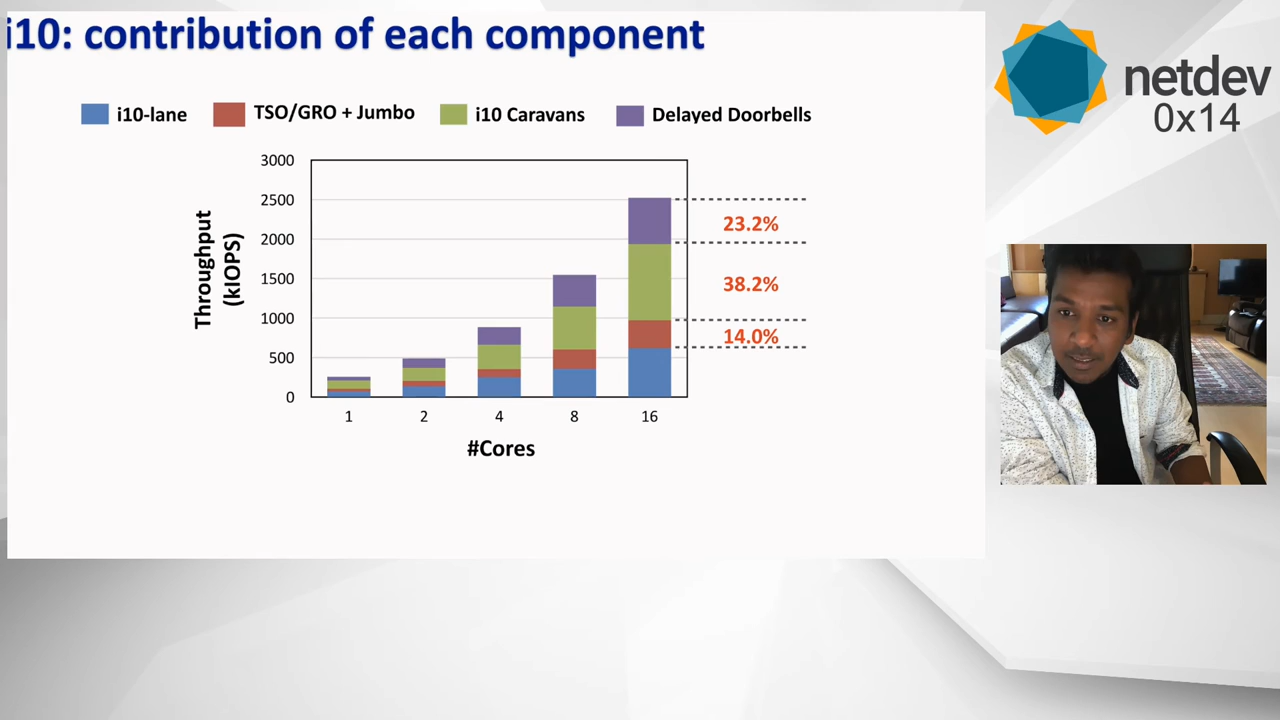 i10: contribution of each component
i10-lane
TSO/GRO + Jumbo
i10 Caravans
Delayed Doorbells
Throughput
(kIOPS)
3000
2500
2000
1500
1000
500
0
1
2
4
8
16
#Cores
23.2%
38.2%
14.0%
netdev
0x14